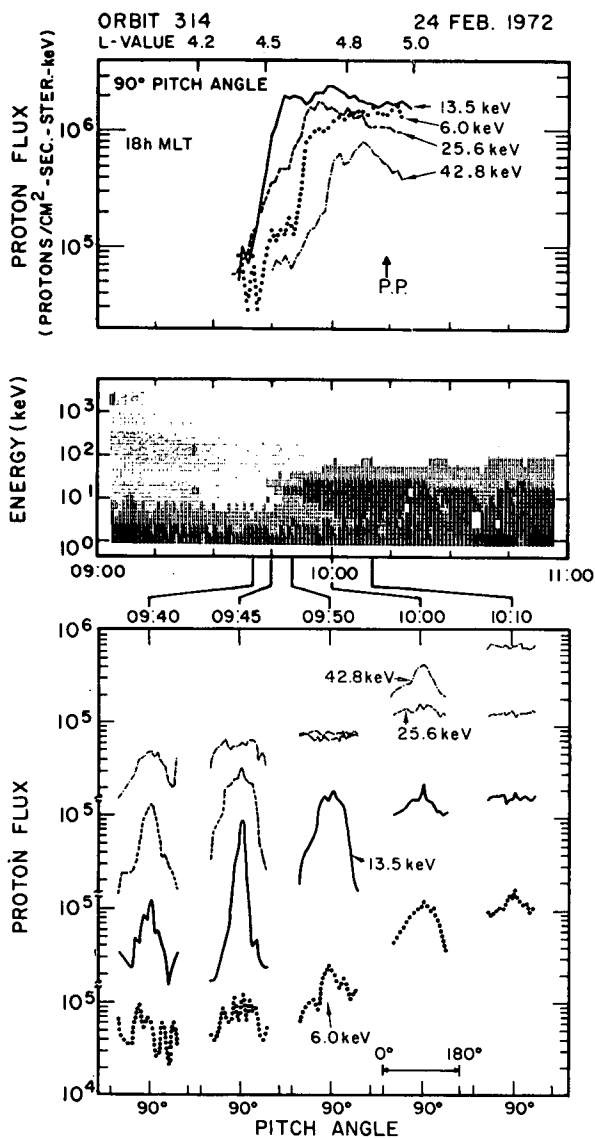 ORBIT 314 24 FEB. 1972
L-VALUE 4.2 4.5 4.8 5.0
90° PITCH ANGLE
18h MLT
PROTON FLUX
(PROTONS/CM²-SEC.-STER.-keV)
10⁶
10⁵
13.5 keV
6.0 keV
25.6 keV
42.8 keV
P.P.
ENERGY (keV)
10³
10²
10¹
10⁰
09:00 10:00 11:00
09:40 09:45 09:50 10:00 10:10
PROTON FLUX
10⁶
10⁵
10⁵
10⁵
10⁵
10⁴
42.8 keV
25.6 keV
13.5 keV
6.0 keV
0° 180°
90° 90° 90° 90° 90°
PITCH ANGLE